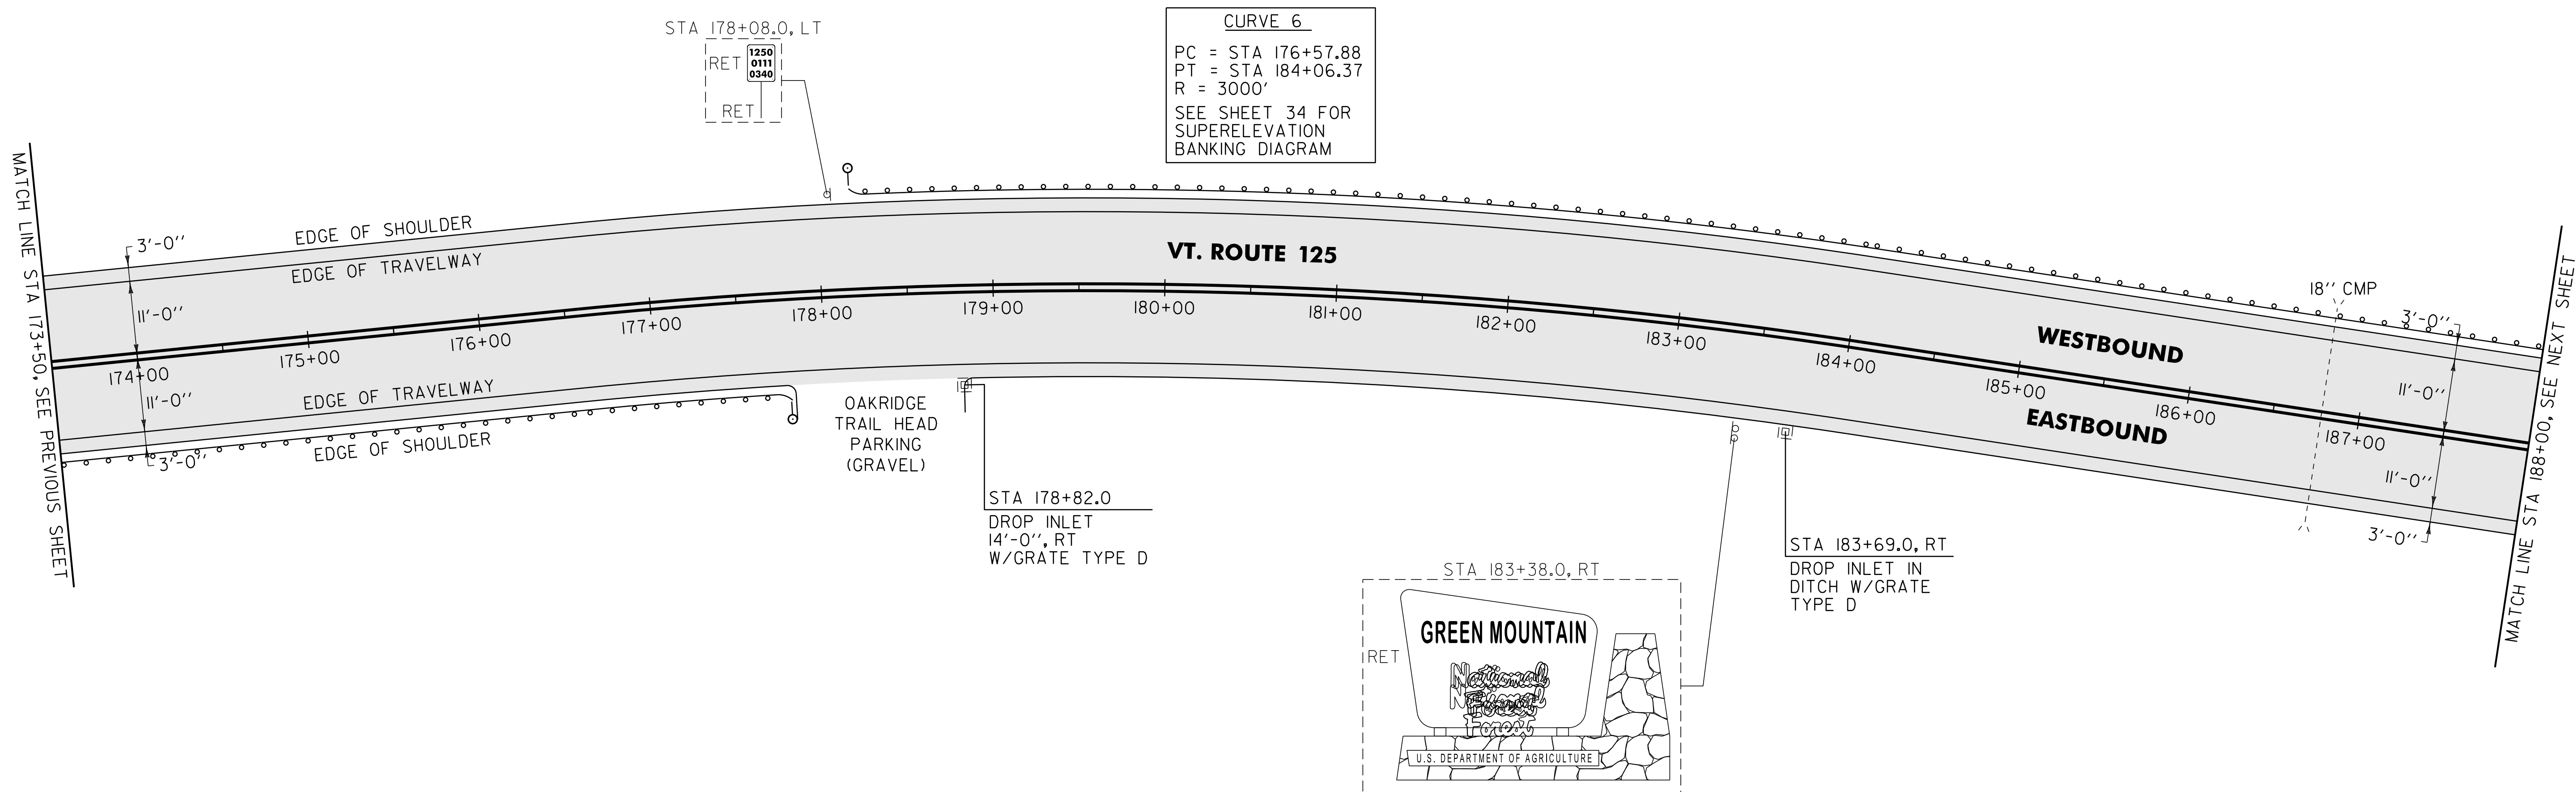 STA 178+08.0, LT
RET
1250
0111
0340
RET
CURVE 6
PC = STA 176+57.88
PT = STA 184+06.37
R = 3000'
SEE SHEET 34 FOR
SUPERELEVATION
BANKING DIAGRAM
MATCH LINE STA 173+50, SEE PREVIOUS SHEET
3'-0''
EDGE OF SHOULDER
EDGE OF TRAVELWAY
11'-0''
VT. ROUTE 125
174+00
175+00
176+00
177+00
178+00
179+00
180+00
181+00
182+00
183+00
184+00
185+00
186+00
187+00
18'' CMP
3'-0''
WESTBOUND
11'-0''
EASTBOUND
11'-0''
3'-0''
MATCH LINE STA 188+00, SEE NEXT SHEET
11'-0''
EDGE OF TRAVELWAY
3'-0''
EDGE OF SHOULDER
OAKRIDGE
TRAIL HEAD
PARKING
(GRAVEL)
STA 178+82.0
DROP INLET
14'-0'', RT
W/GRATE TYPE D
STA 183+69.0, RT
DROP INLET IN
DITCH W/GRATE
TYPE D
STA 183+38.0, RT
RET
GREEN MOUNTAIN
National
Forest
U.S. DEPARTMENT OF AGRICULTURE